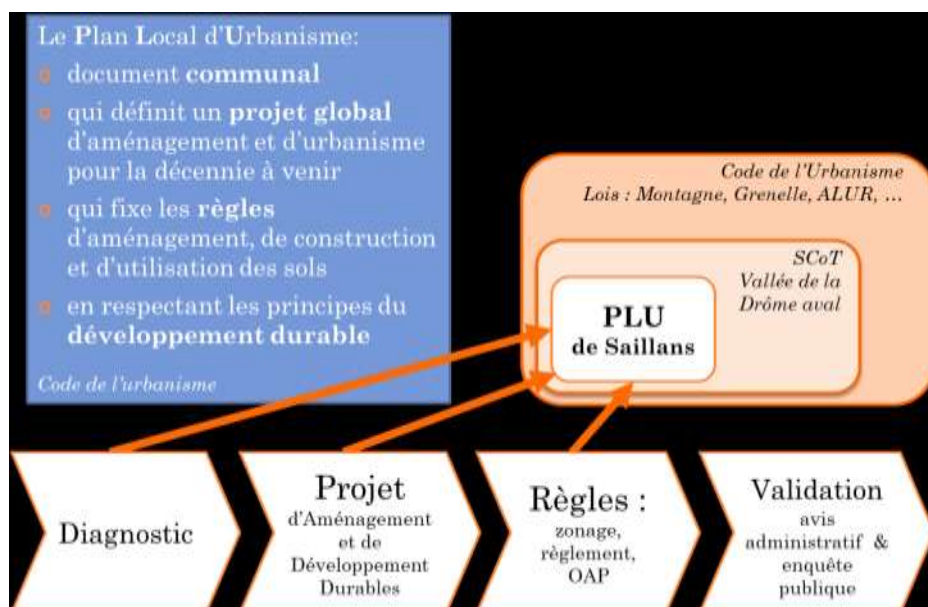 Le Plan Local d'Urbanisme:
document communal
qui définit un projet global
d'aménagement et d'urbanisme
pour la décennie à venir
qui fixe les règles
d'aménagement, de construction
et d'utilisation des sols
en respectant les principes du
développement durable
Code de l'urbanisme
Code de l'Urbanisme
Lois : Montagne, Grenelle, ALUR, ...
SCoT
Vallée de la
Drôme aval
PLU
de Saillans
Diagnostic
Projet
d'Aménagement
et de
Développement
Durables
Règles :
zonage,
règlement,
OAP
Validation
avis
administratif &
enquête
publique